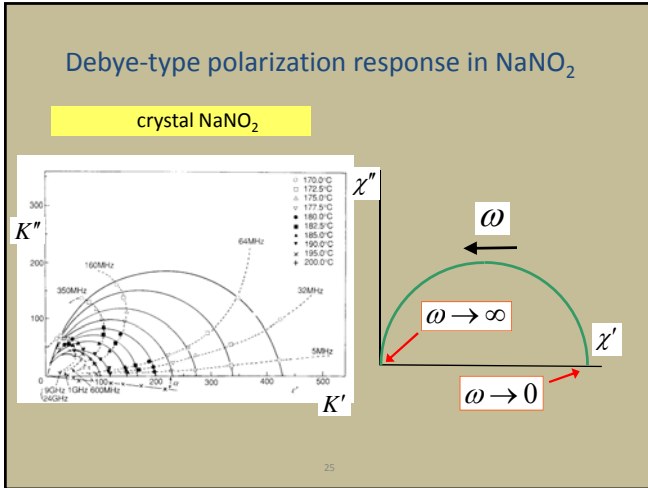 Debye-type polarization response in NaNO₂
crystal NaNO₂
K''
300
200
100
0
100
200
300
400
500
ε'
K'
170.0°C
172.5°C
175.0°C
177.5°C
180.0°C
182.5°C
185.0°C
190.0°C
195.0°C
200.0°C
64MHz
160MHz
350MHz
32MHz
5MHz
9GHz
1GHz
600MHz
24GHz
α
χ''
ω
ω → ∞
χ'
ω → 0
25